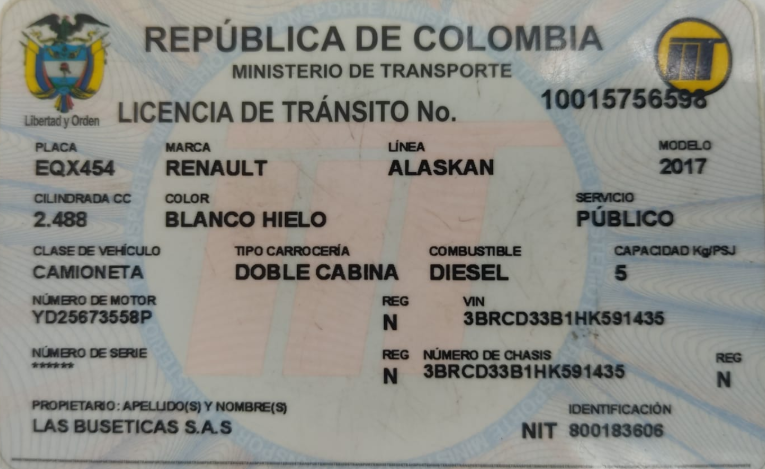 REPÚBLICA DE COLOMBIA
MINISTERIO DE TRANSPORTE
Libertad y Orden
LICENCIA DE TRÁNSITO No. 10015756598
PLACA MARCA LÍNEA MODELO
EQX454 RENAULT ALASKAN 2017
CILINDRADA CC COLOR SERVICIO
2.488 BLANCO HIELO PÚBLICO
CLASE DE VEHÍCULO TIPO CARROCERÍA COMBUSTIBLE CAPACIDAD Kg/PSJ
CAMIONETA DOBLE CABINA DIESEL 5
NÚMERO DE MOTOR REG VIN
YD25673558P N 3BRCD33B1HK591435
NÚMERO DE SERIE REG NÚMERO DE CHASIS REG
****** N 3BRCD33B1HK591435 N
PROPIETARIO: APELLIDO(S) Y NOMBRE(S) IDENTIFICACIÓN
LAS BUSETICAS S.A.S NIT 800183606